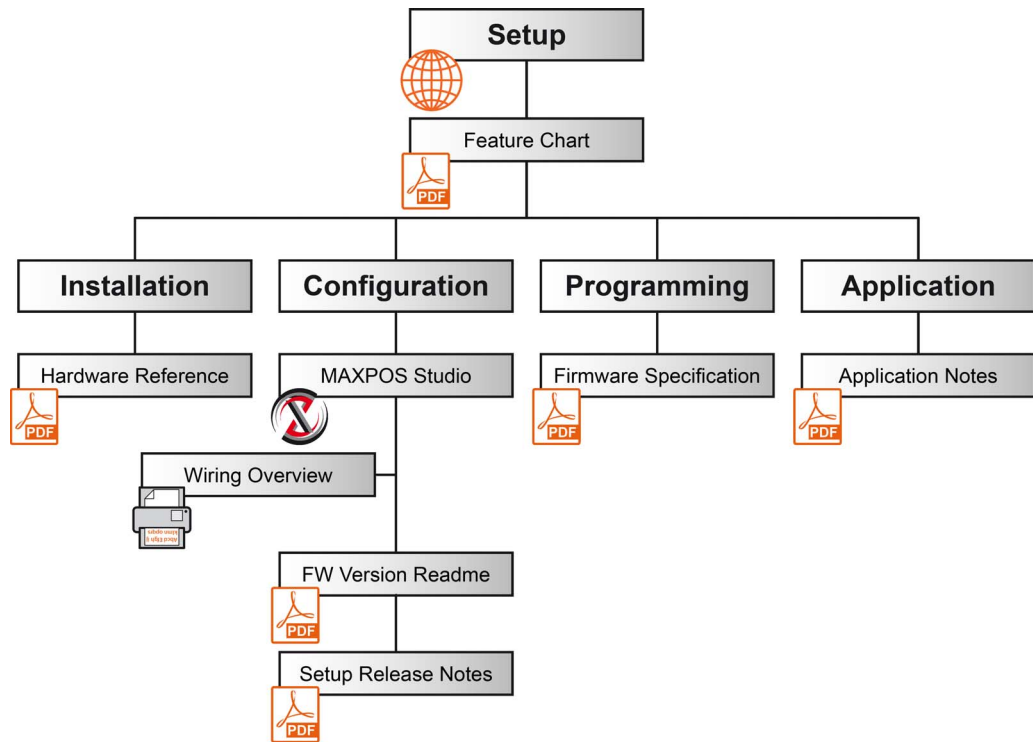 Setup
Feature Chart
PDF
Installation
Configuration
Programming
Application
Hardware Reference
MAXPOS Studio
Firmware Specification
Application Notes
PDF
PDF
PDF
Wiring Overview
FW Version Readme
PDF
Setup Release Notes
PDF